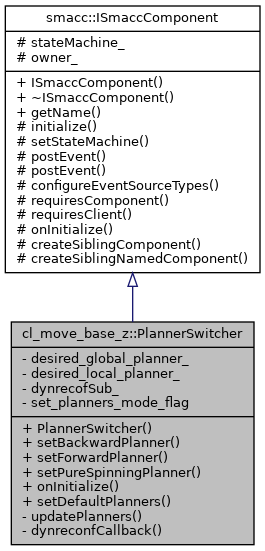 smacc::ISmaccComponent
# stateMachine_
# owner_
+ ISmaccComponent()
+ ~ISmaccComponent()
+ getName()
# initialize()
# setStateMachine()
# postEvent()
# postEvent()
# configureEventSourceTypes()
# requiresComponent()
# requiresClient()
# onInitialize()
# createSiblingComponent()
# createSiblingNamedComponent()
cl_move_base_z::PlannerSwitcher
- desired_global_planner_
- desired_local_planner_
- dynrecofSub_
- set_planners_mode_flag
+ PlannerSwitcher()
+ setBackwardPlanner()
+ setForwardPlanner()
+ setPureSpinningPlanner()
+ onInitialize()
+ setDefaultPlanners()
- updatePlanners()
- dynreconfCallback()